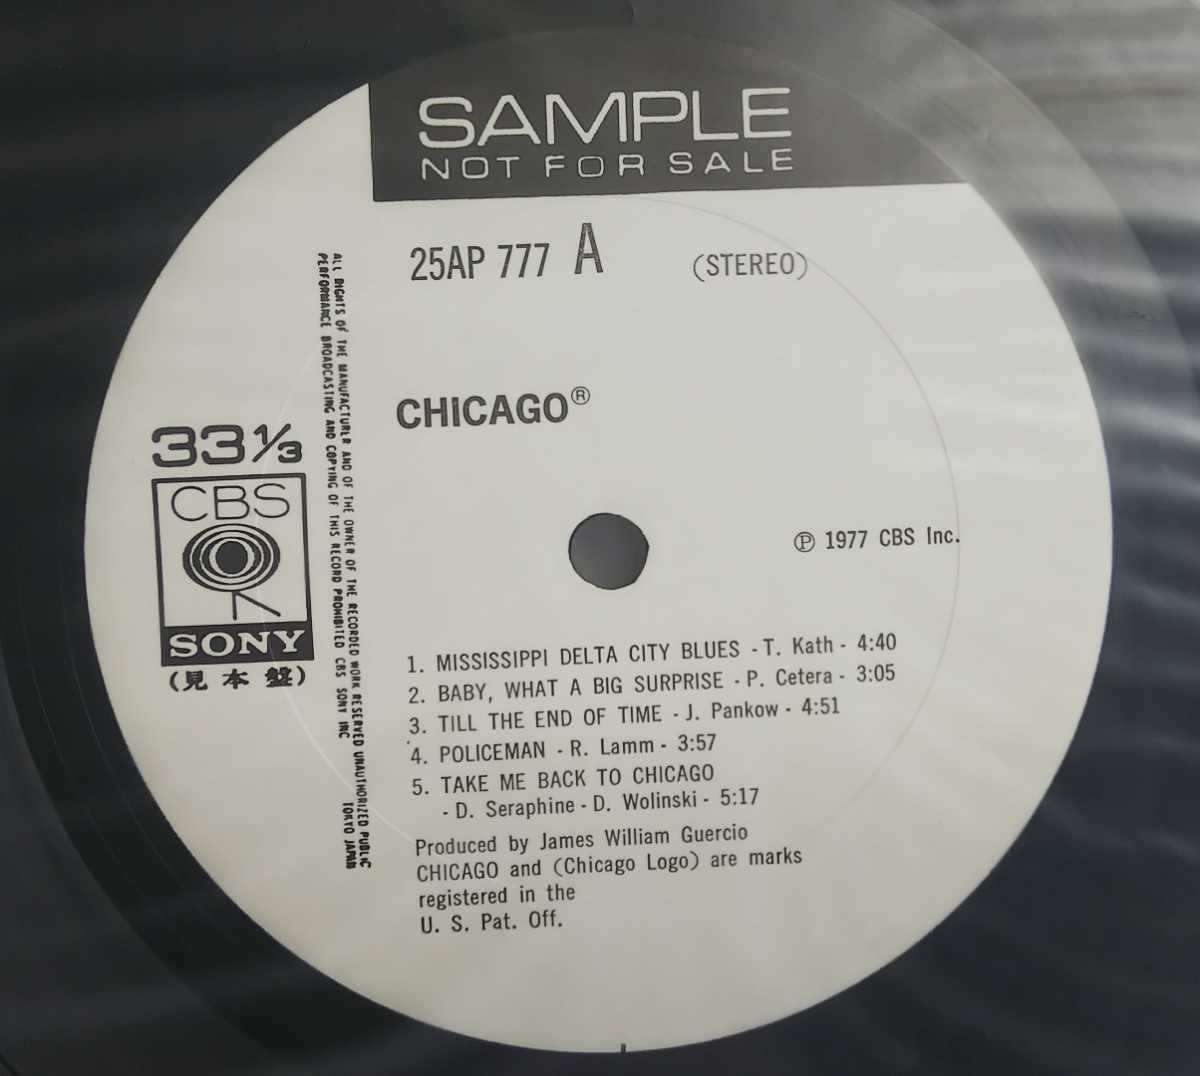 SAMPLE
NOT FOR SALE
25AP 777 A (STEREO)
CHICAGO®
33 1/3
CBS
SONY
(見本盤)
ALL RIGHTS OF THE MANUFACTURER AND OF THE OWNER OF THE RECORDED WORK RESERVED UNAUTHORIZED PUBLIC
PERFORMANCE BROADCASTING AND COPYING OF THIS RECORD PROHIBITED CBS SONY INC TOKYO JAPAN
℗ 1977 CBS Inc.
1. MISSISSIPPI DELTA CITY BLUES - T. Kath - 4:40
2. BABY, WHAT A BIG SURPRISE - P. Cetera - 3:05
3. TILL THE END OF TIME - J. Pankow - 4:51
4. POLICEMAN - R. Lamm - 3:57
5. TAKE ME BACK TO CHICAGO
- D. Seraphine - D. Wolinski - 5:17
Produced by James William Guercio
CHICAGO and (Chicago Logo) are marks
registered in the
U. S. Pat. Off.